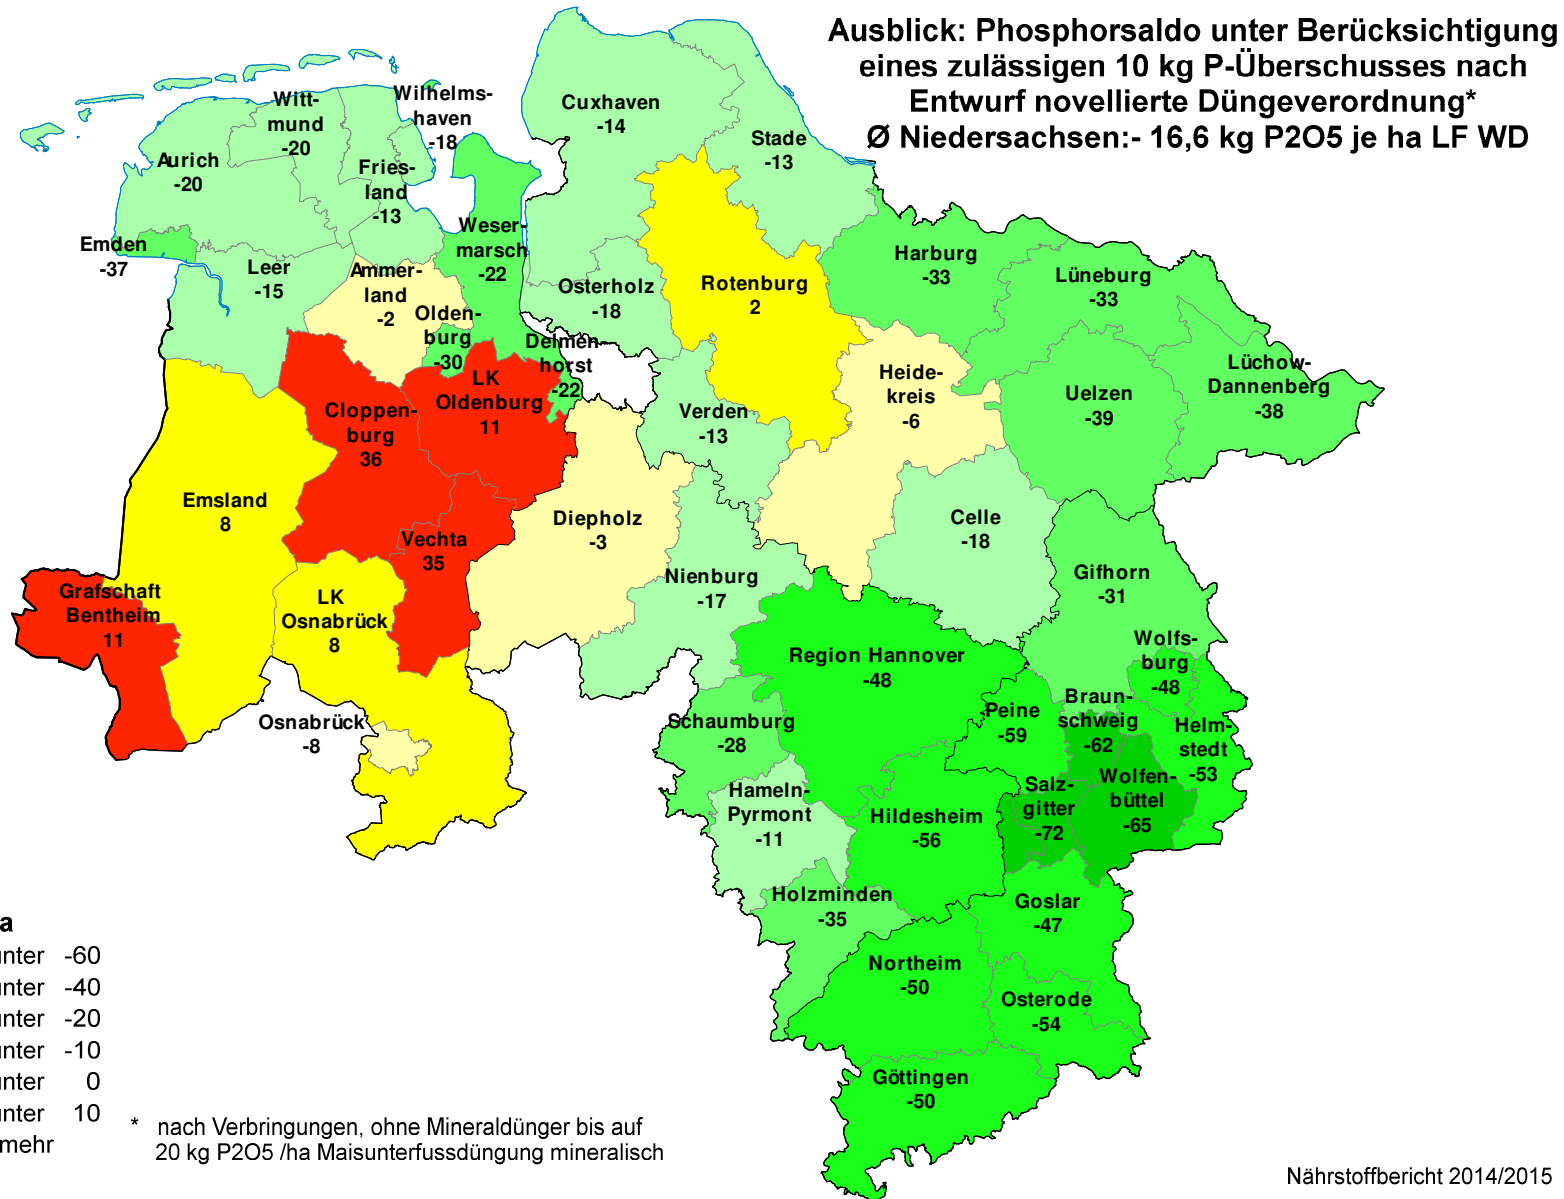 Ausblick: Phosphorsaldo unter Berücksichtigung
eines zulässigen 10 kg P-Überschusses nach
Entwurf novellierte Düngeverordnung*
Ø Niedersachsen:- 16,6 kg P2O5 je ha LF WD
Cuxhaven
-14
Stade
-13
Wilhelms-
haven
-18
Witt-
mund
-20
Aurich
-20
Fries-
land
-13
Emden
-37
Leer
-15
Weser-
marsch
-22
Ammer-
land
-2
Olden-
burg
-30
Delmen-
horst
-22
Osterholz
-18
Rotenburg
2
Harburg
-33
Lüneburg
-33
Lüchow-
Dannenberg
-38
Uelzen
-39
Heide-
kreis
-6
Verden
-13
LK
Oldenburg
11
Cloppen-
burg
36
Emsland
8
Vechta
35
Diepholz
-3
Celle
-18
Nienburg
-17
Gifhorn
-31
Grafschaft
Bentheim
11
LK
Osnabrück
8
Osnabrück
-8
Region Hannover
-48
Wolfs-
burg
-48
Braun-
schweig
-62
Peine
-59
Helm-
stedt
-53
Schaumburg
-28
Hameln-
Pyrmont
-11
Hildesheim
-56
Salz-
gitter
-72
Wolfen-
büttel
-65
Holzminden
-35
Goslar
-47
Northeim
-50
Osterode
-54
Göttingen
-50
a
unter -60
unter -40
unter -20
unter -10
unter 0
unter 10
mehr
* nach Verbringungen, ohne Mineraldünger bis auf
20 kg P2O5 /ha Maisunterfussdüngung mineralisch
Nährstoffbericht 2014/2015